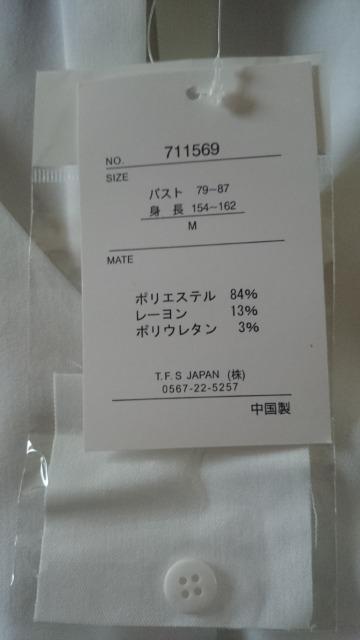 NO. 711569
SIZE
バスト 79-87
身長 154-162
M
MATE
ポリエステル 84%
レーヨン 13%
ポリウレタン 3%
T.F.S JAPAN (株)
0567-22-5257
中国製